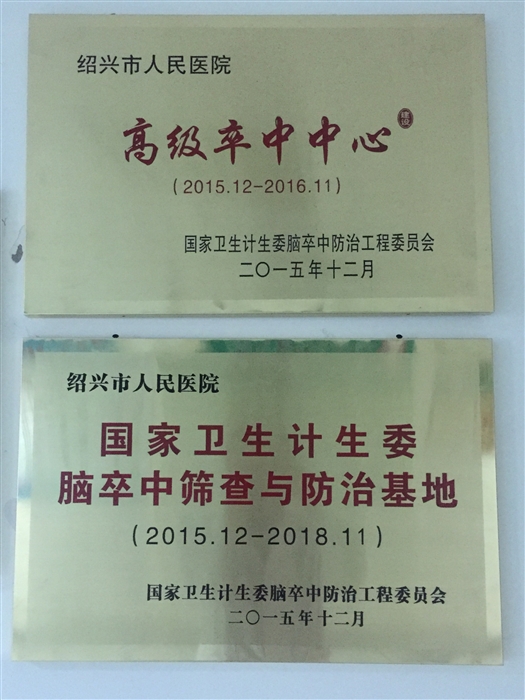 绍兴市人民医院
高级卒中中心 建设
(2015.12-2016.11)
国家卫生计生委脑卒中防治工程委员会
二〇一五年十二月
绍兴市人民医院
国家卫生计生委
脑卒中筛查与防治基地
(2015.12-2018.11)
国家卫生计生委脑卒中防治工程委员会
二〇一五年十二月